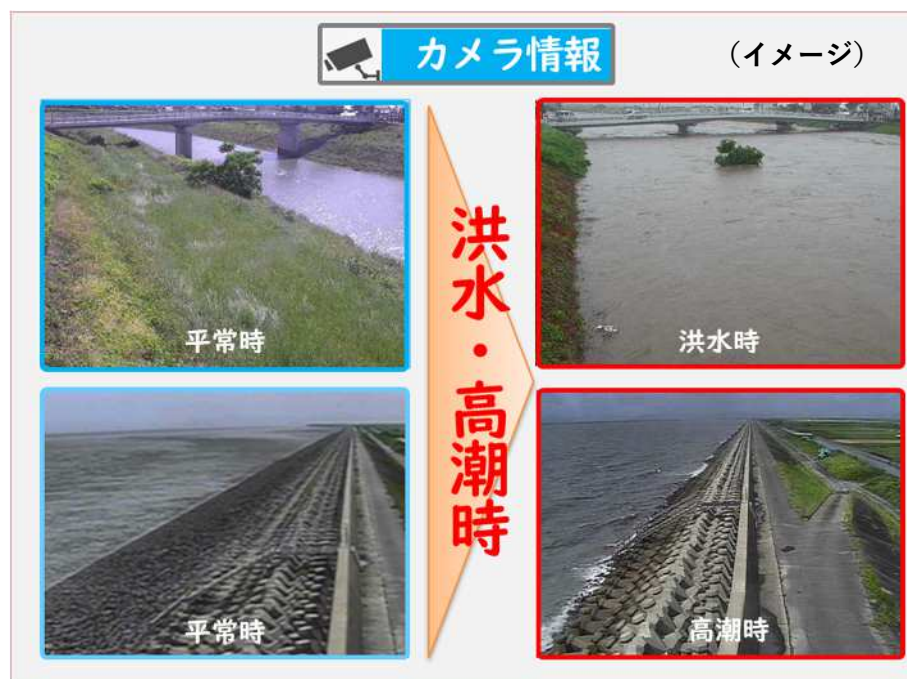 カメラ情報
（イメージ）
平常時
洪水・高潮時
洪水時
平常時
高潮時